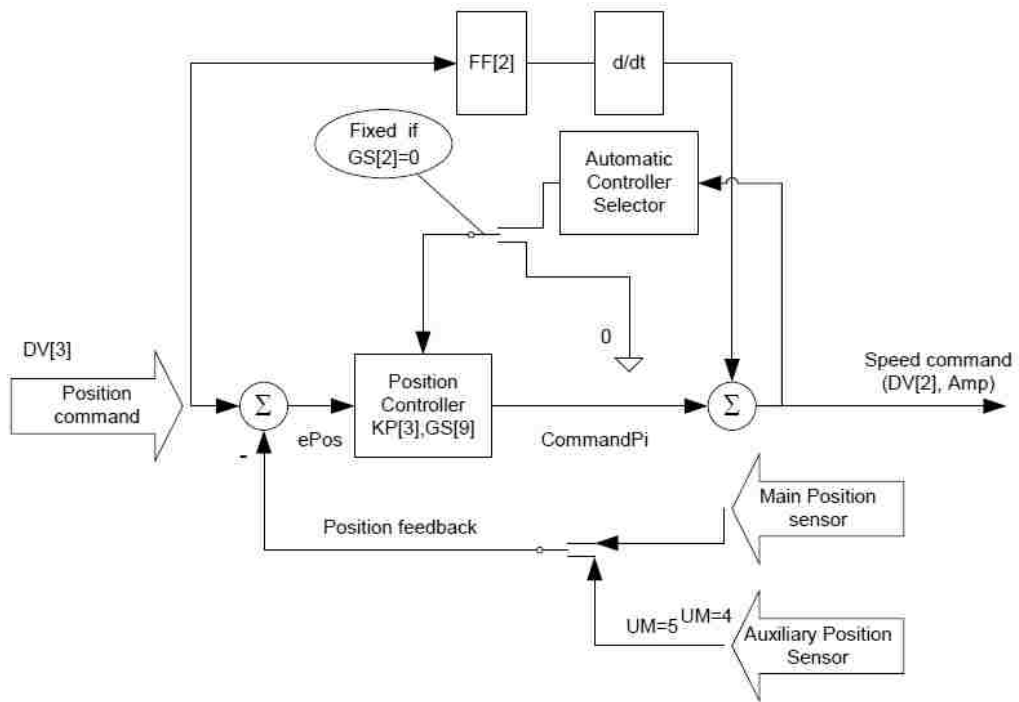 FF[2]
d/dt
Fixed if
GS[2]=0
Automatic
Controller
Selector
0
DV[3]
Position
command
Σ
-
ePos
Position
Controller
KP[3],GS[9]
CommandPi
Σ
Speed command
(DV[2], Amp)
Position feedback
Main Position
sensor
UM=5 UM=4
Auxiliary Position
Sensor